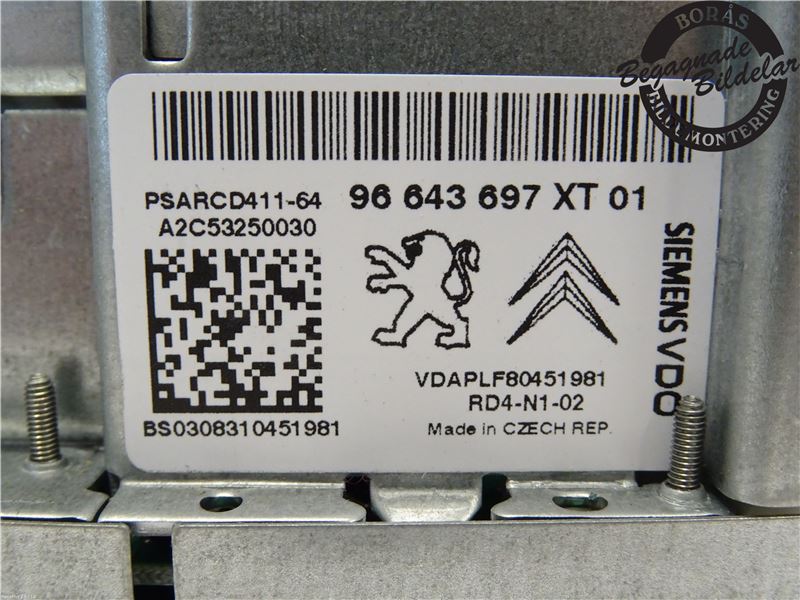 BORÅS
Begagnade
Bildelar
BILDEMONTERING
PSARCD411-64 96 643 697 XT 01
A2C53250030
SIEMENS VDO
VDAPLF80451981
RD4-N1-02
BS0308310451981
Made in CZECH REP.